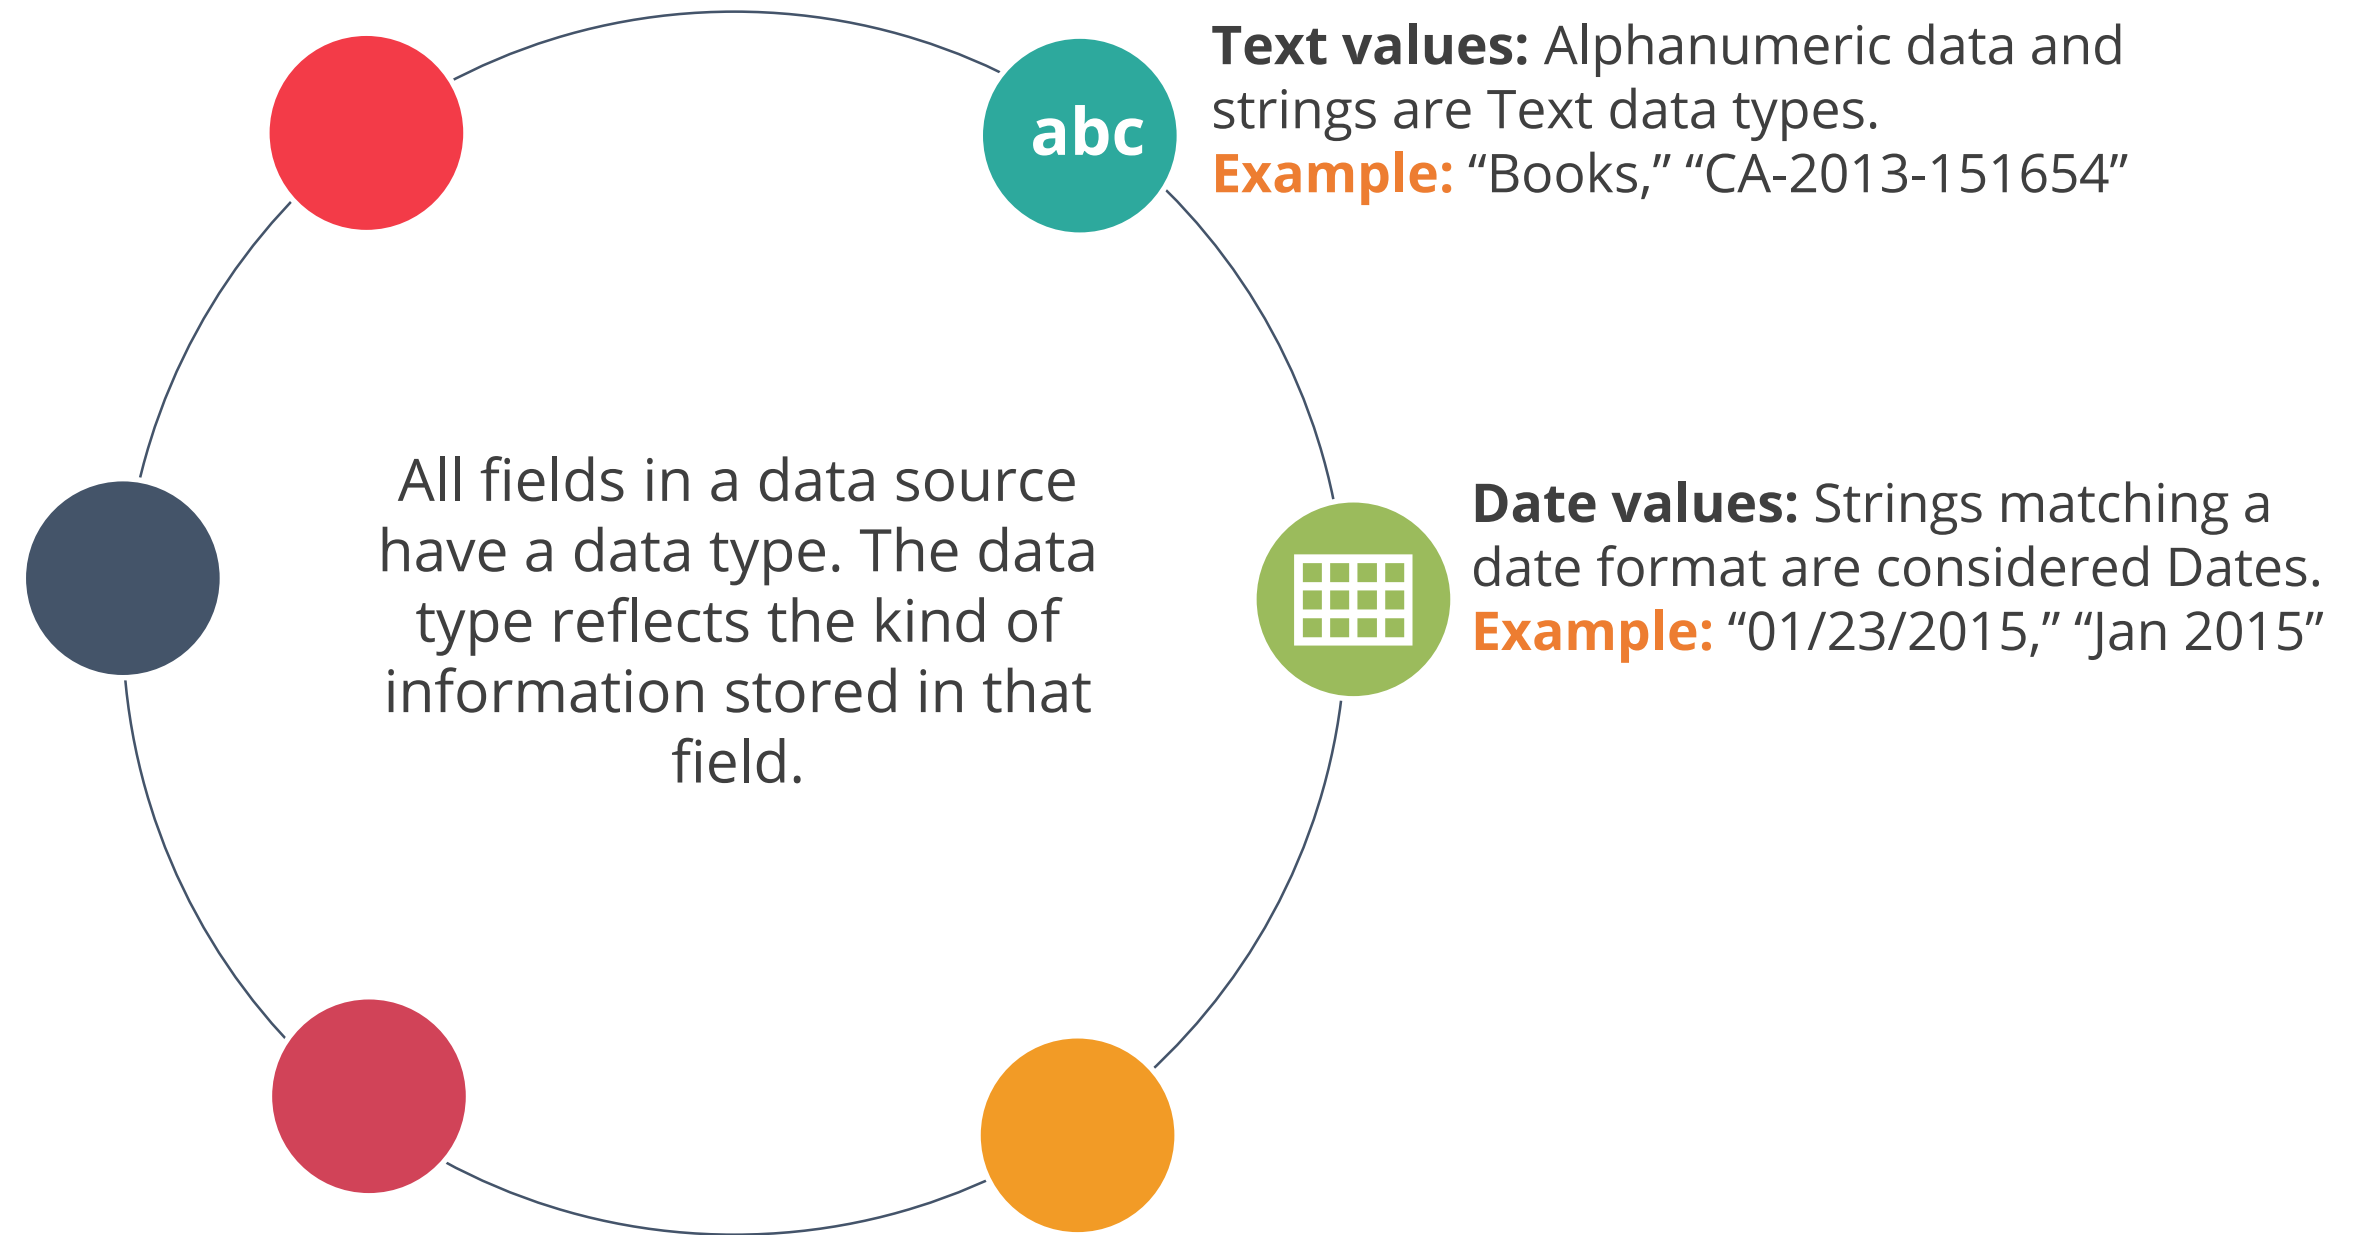 abc
Text values: Alphanumeric data and
strings are Text data types.
Example: “Books,” “CA-2013-151654”
All fields in a data source
have a data type. The data
type reflects the kind of
information stored in that
field.
Date values: Strings matching a
date format are considered Dates.
Example: “01/23/2015,” “Jan 2015”